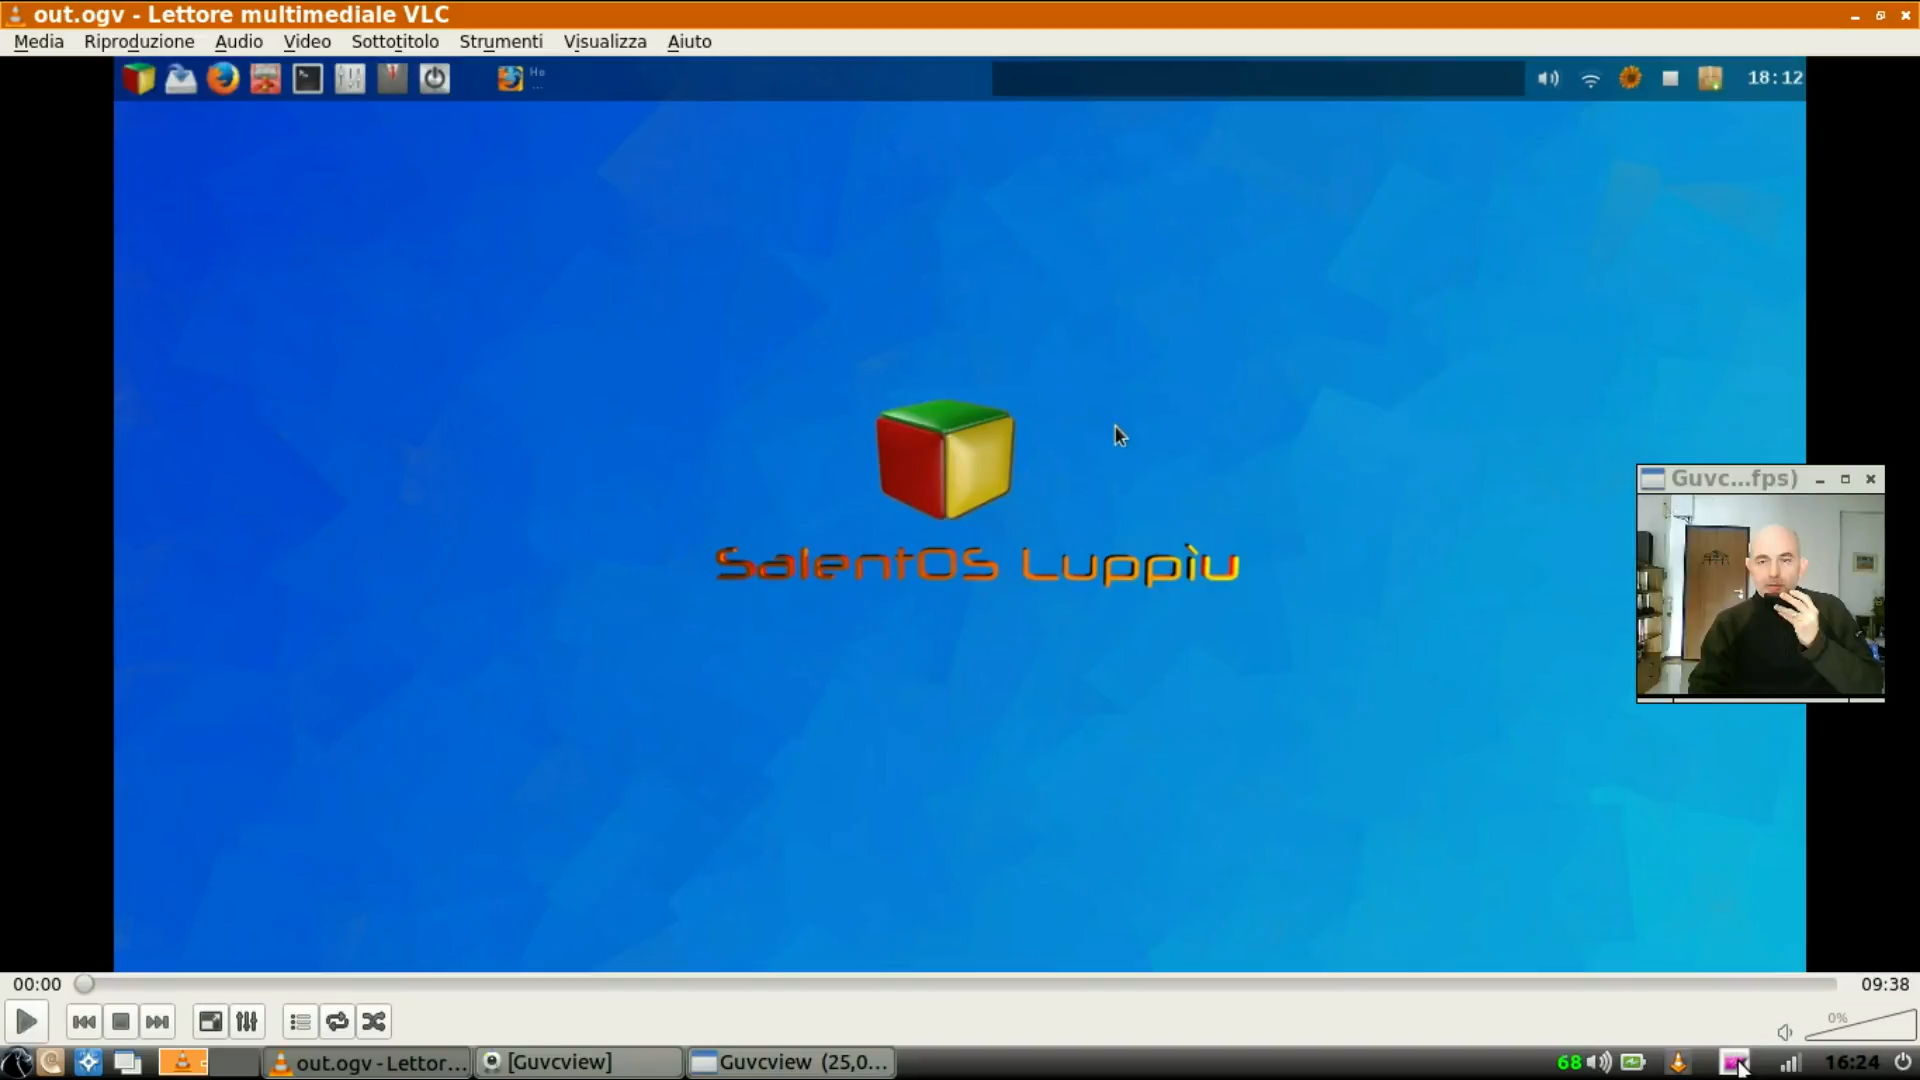 out.ogv - Lettore multimediale VLC
Media Riproduzione Audio Video Sottotitolo Strumenti Visualizza Aiuto
He
...
18:12
SalentOS Luppìu
Guvc...fps)
00:00
09:38
0%
out.ogv - Lettor...
[Guvcview]
Guvcview (25,0...
68
16:24